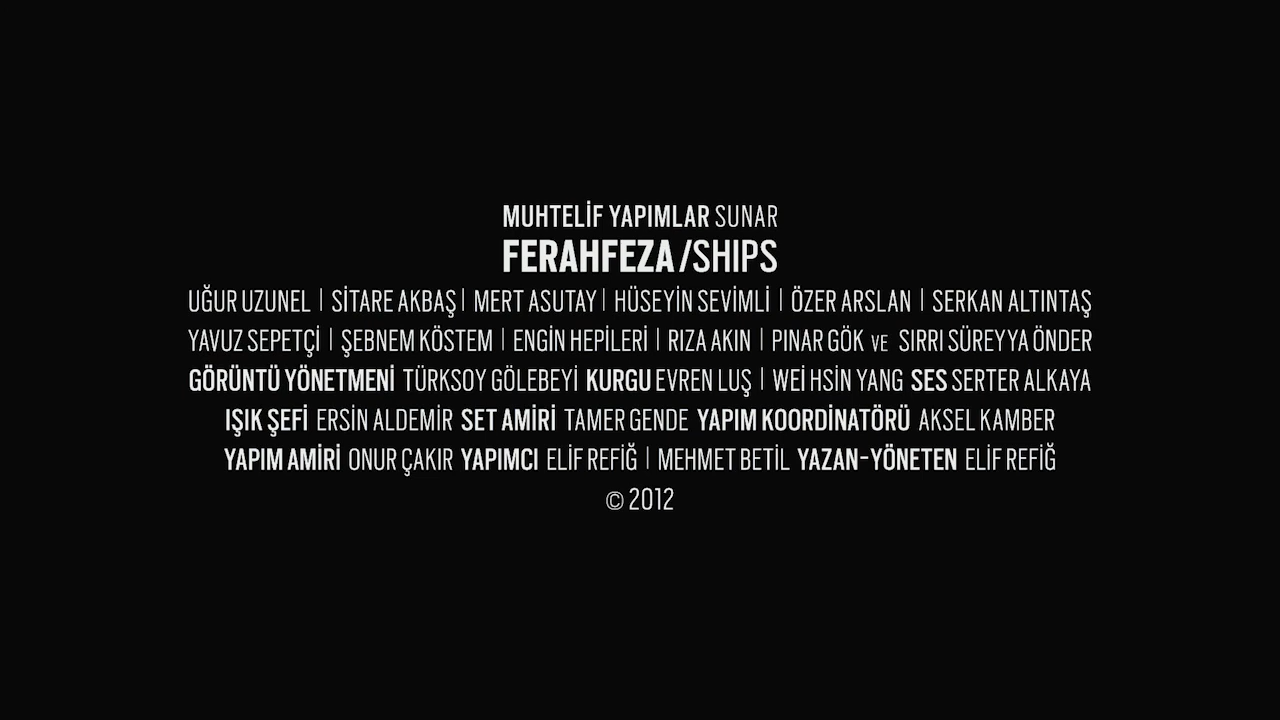 MUHTELİF YAPIMLAR SUNAR
FERAHFEZA /SHIPS
UĞUR UZUNEL | SİTARE AKBAŞ | MERT ASUTAY | HÜSEYİN SEVİMLİ | ÖZER ARSLAN | SERKAN ALTINTAŞ
YAVUZ SEPETÇİ | ŞEBNEM KÖSTEM | ENGİN HEPİLERİ | RIZA AKIN | PINAR GÖK VE SIRRI SÜREYYA ÖNDER
GÖRÜNTÜ YÖNETMENİ TÜRKSOY GÖLEBEYİ KURGU EVREN LUŞ | WEİ HSİN YANG SES SERTER ALKAYA
IŞIK ŞEFİ ERSİN ALDEMİR SET AMİRİ TAMER GENDE YAPIM KOORDİNATÖRÜ AKSEL KAMBER
YAPIM AMİRİ ONUR ÇAKIR YAPIMCI ELİF REFİĞ | MEHMET BETİL YAZAN-YÖNETEN ELİF REFİĞ
© 2012